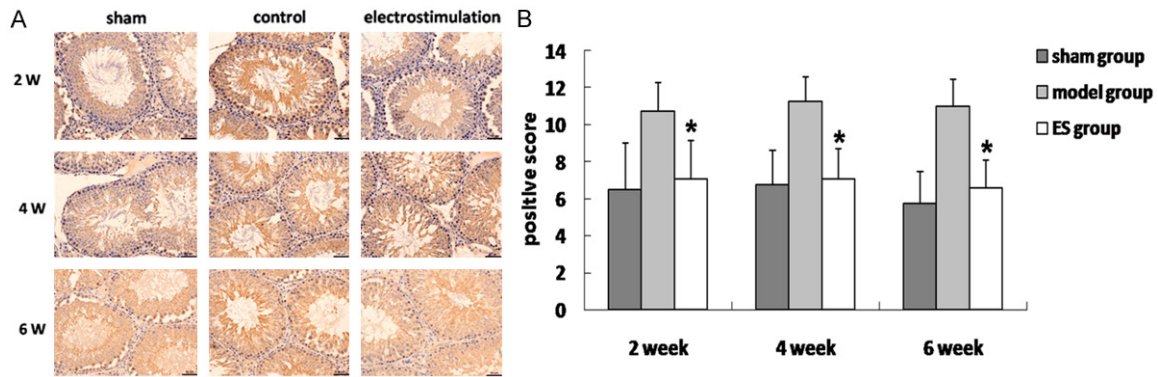 A
sham
control
electrostimulation
2 W
4 W
6 W
B
positive score
14
12
10
8
6
4
2
0
*
*
*
2 week
4 week
6 week
sham group
model group
ES group